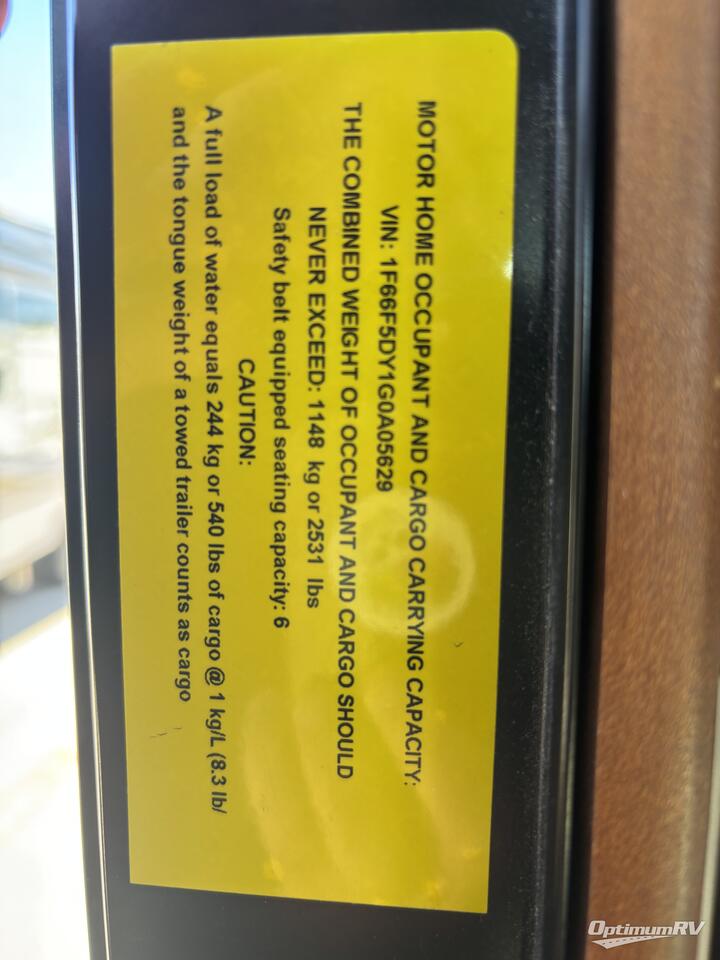 MOTOR HOME OCCUPANT AND CARGO CARRYING CAPACITY:
VIN: 1F66F5DY1G0A05629
THE COMBINED WEIGHT OF OCCUPANT AND CARGO SHOULD
NEVER EXCEED: 1148 kg or 2531 lbs
Safety belt equipped seating capacity: 6
CAUTION:
A full load of water equals 244 kg or 540 lbs of cargo @ 1 kg/L (8.3 lb/
and the tongue weight of a towed trailer counts as cargo
OptimumRV